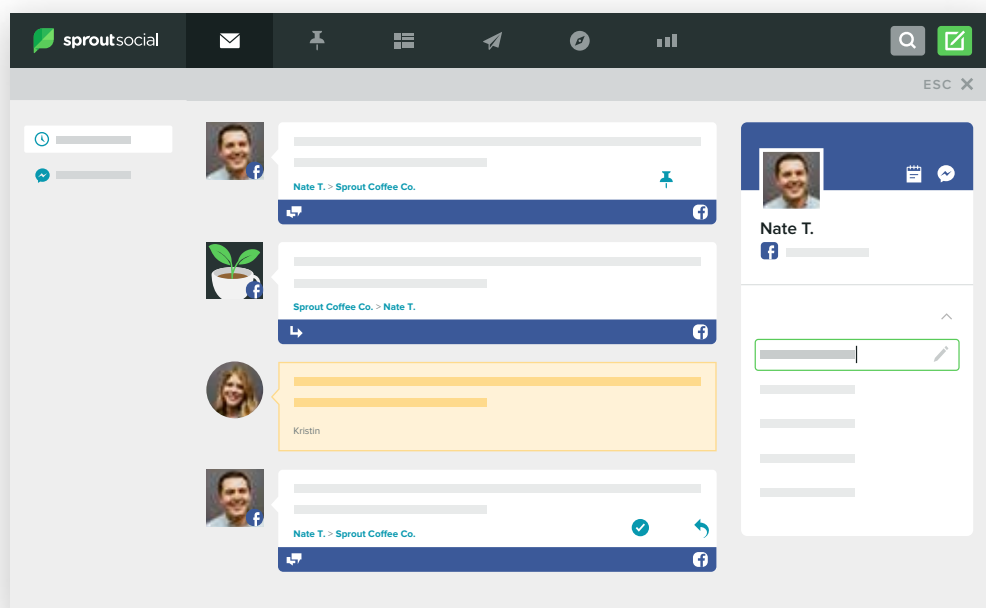 sproutsocial
ESC
Nate T. > Sprout Coffee Co.
Sprout Coffee Co. > Nate T.
Kristin
Nate T. > Sprout Coffee Co.
Nate T.